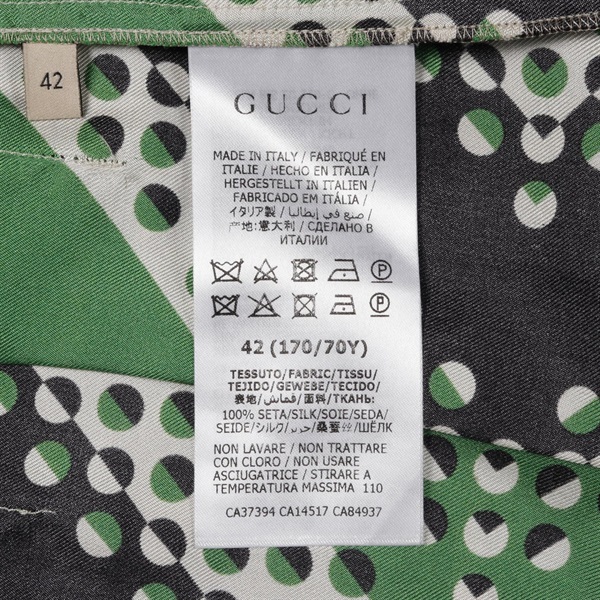 42
GUCCI
MADE IN ITALY / FABRIQUÉ EN
ITALIE / HECHO EN ITALIA /
HERGESTELLT IN ITALIEN /
FABRICADO EM ITÁLIA /
イタリア製 / صنع في إيطاليا /
产地:意大利 / СДЕЛАНО В
ИТАЛИИ
P
P
42 (170/70Y)
TESSUTO/FABRIC/TISSU/
TEJIDO/GEWEBE/TECIDO/
表地/قماش/面料/ТКАНЬ:
100% SETA/SILK/SOIE/SEDA/
SEIDE/シルク/حرير/桑蚕丝/ШЁЛК
NON LAVARE / NON TRATTARE
CON CLORO / NON USARE
ASCIUGATRICE / STIRARE A
TEMPERATURA MASSIMA 110
CA37394 CA14517 CA84937